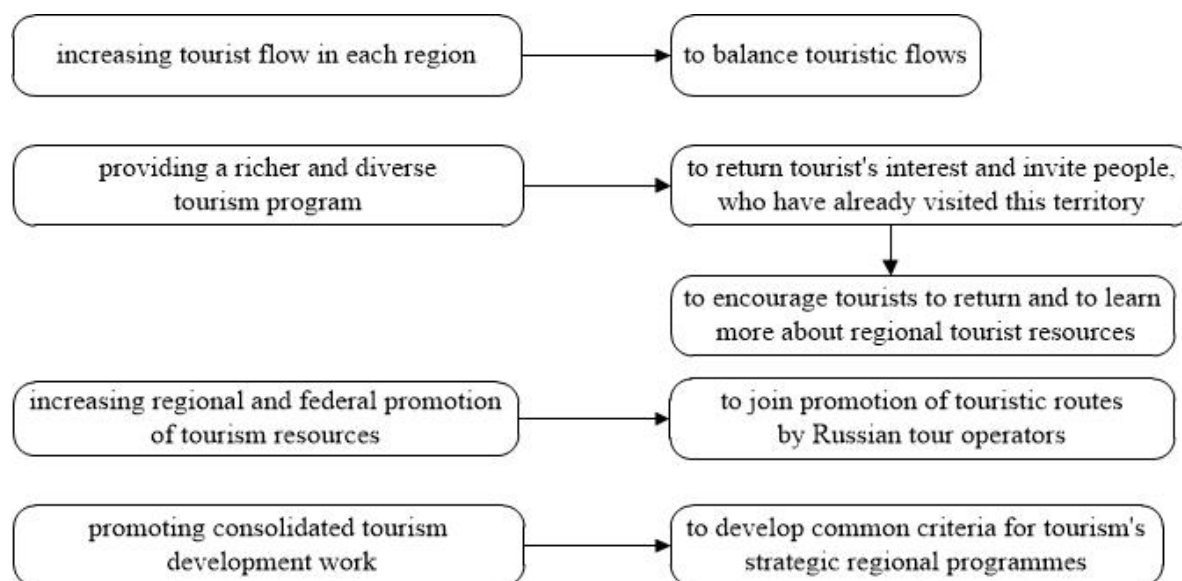 increasing tourist flow in each region
to balance touristic flows
providing a richer and diverse
tourism program
to return tourist's interest and invite people,
who have already visited this territory
to encourage tourists to return and to learn
more about regional tourist resources
increasing regional and federal promotion
of tourism resources
to join promotion of touristic routes
by Russian tour operators
promoting consolidated tourism
development work
to develop common criteria for tourism's
strategic regional programmes